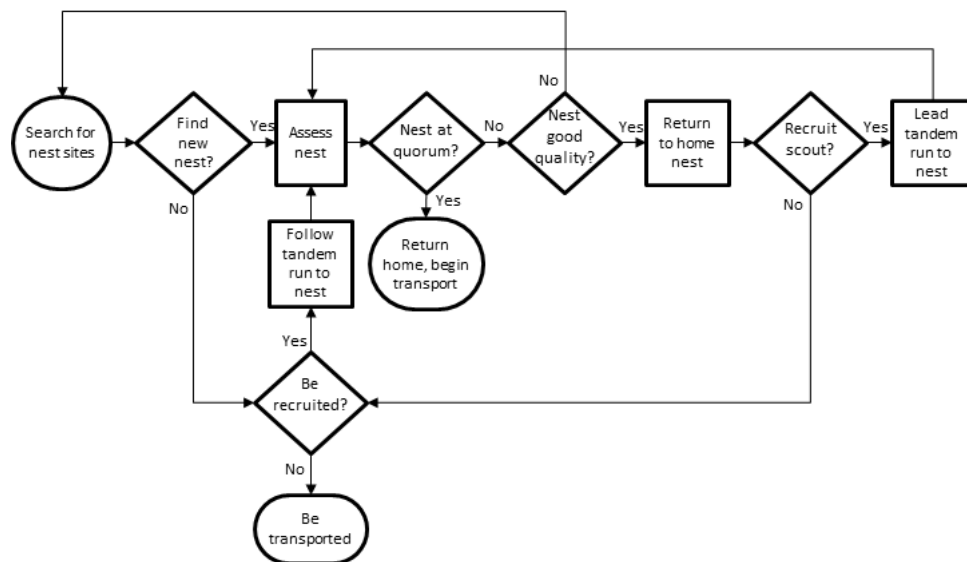 No
Search for
nest sites
Find
new
nest?
Yes
Assess
nest
Nest at
quorum?
No
Nest
good
quality?
Yes
Return
to home
nest
Recruit
scout?
Yes
Lead
tandem
run to
nest
No
Yes
No
Follow
tandem
run to
nest
Return
home, begin
transport
Yes
Be
recruited?
No
Be
transported